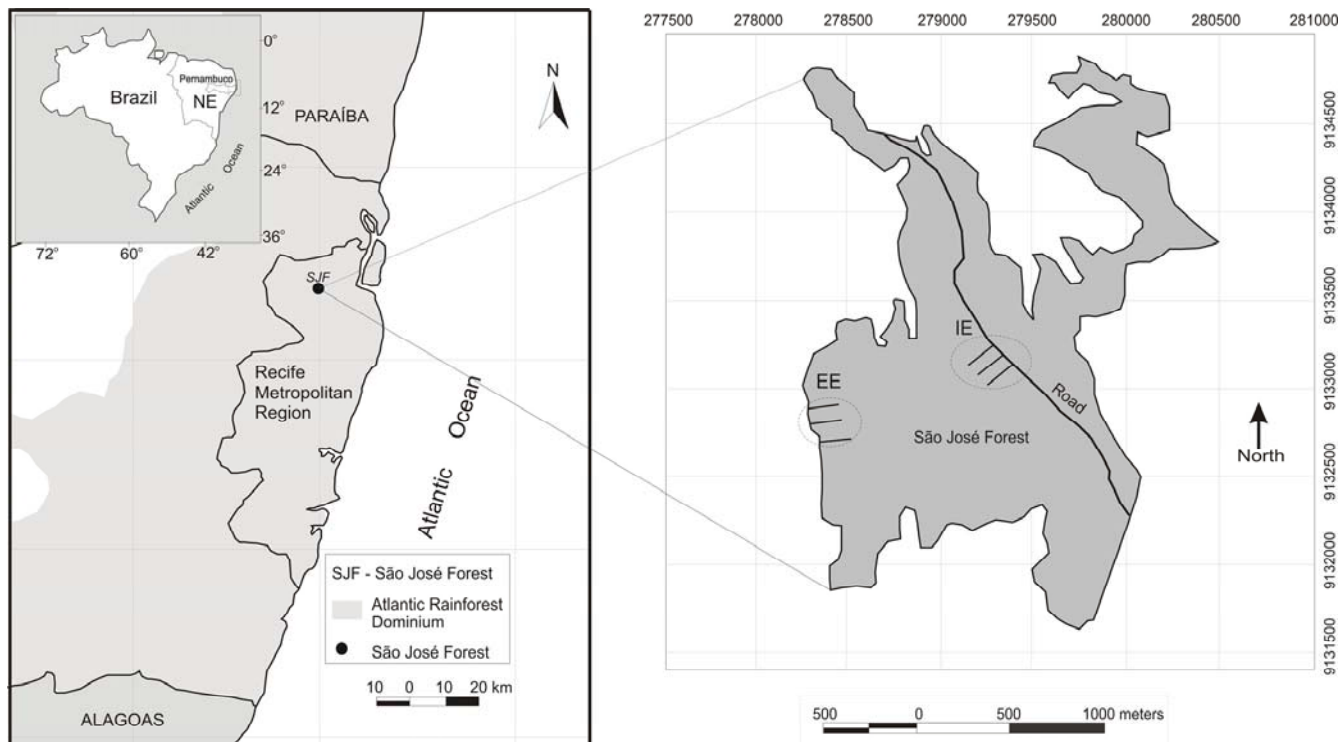 0°
12°
24°
36°
72°
60°
42°
Brazil
Pernambuco
NE
Atlantic Ocean
N
PARAÍBA
SJF
Recife
Metropolitan
Region
Atlantic Ocean
SJF - São José Forest
Atlantic Rainforest
Dominium
São José Forest
10 0 10 20 km
ALAGOAS
277500 278000 278500 279000 279500 280000 280500 281000
9134500
9134000
9133500
9133000
9132500
9132000
9131500
IE
EE
Road
São José Forest
North
500 0 500 1000 meters